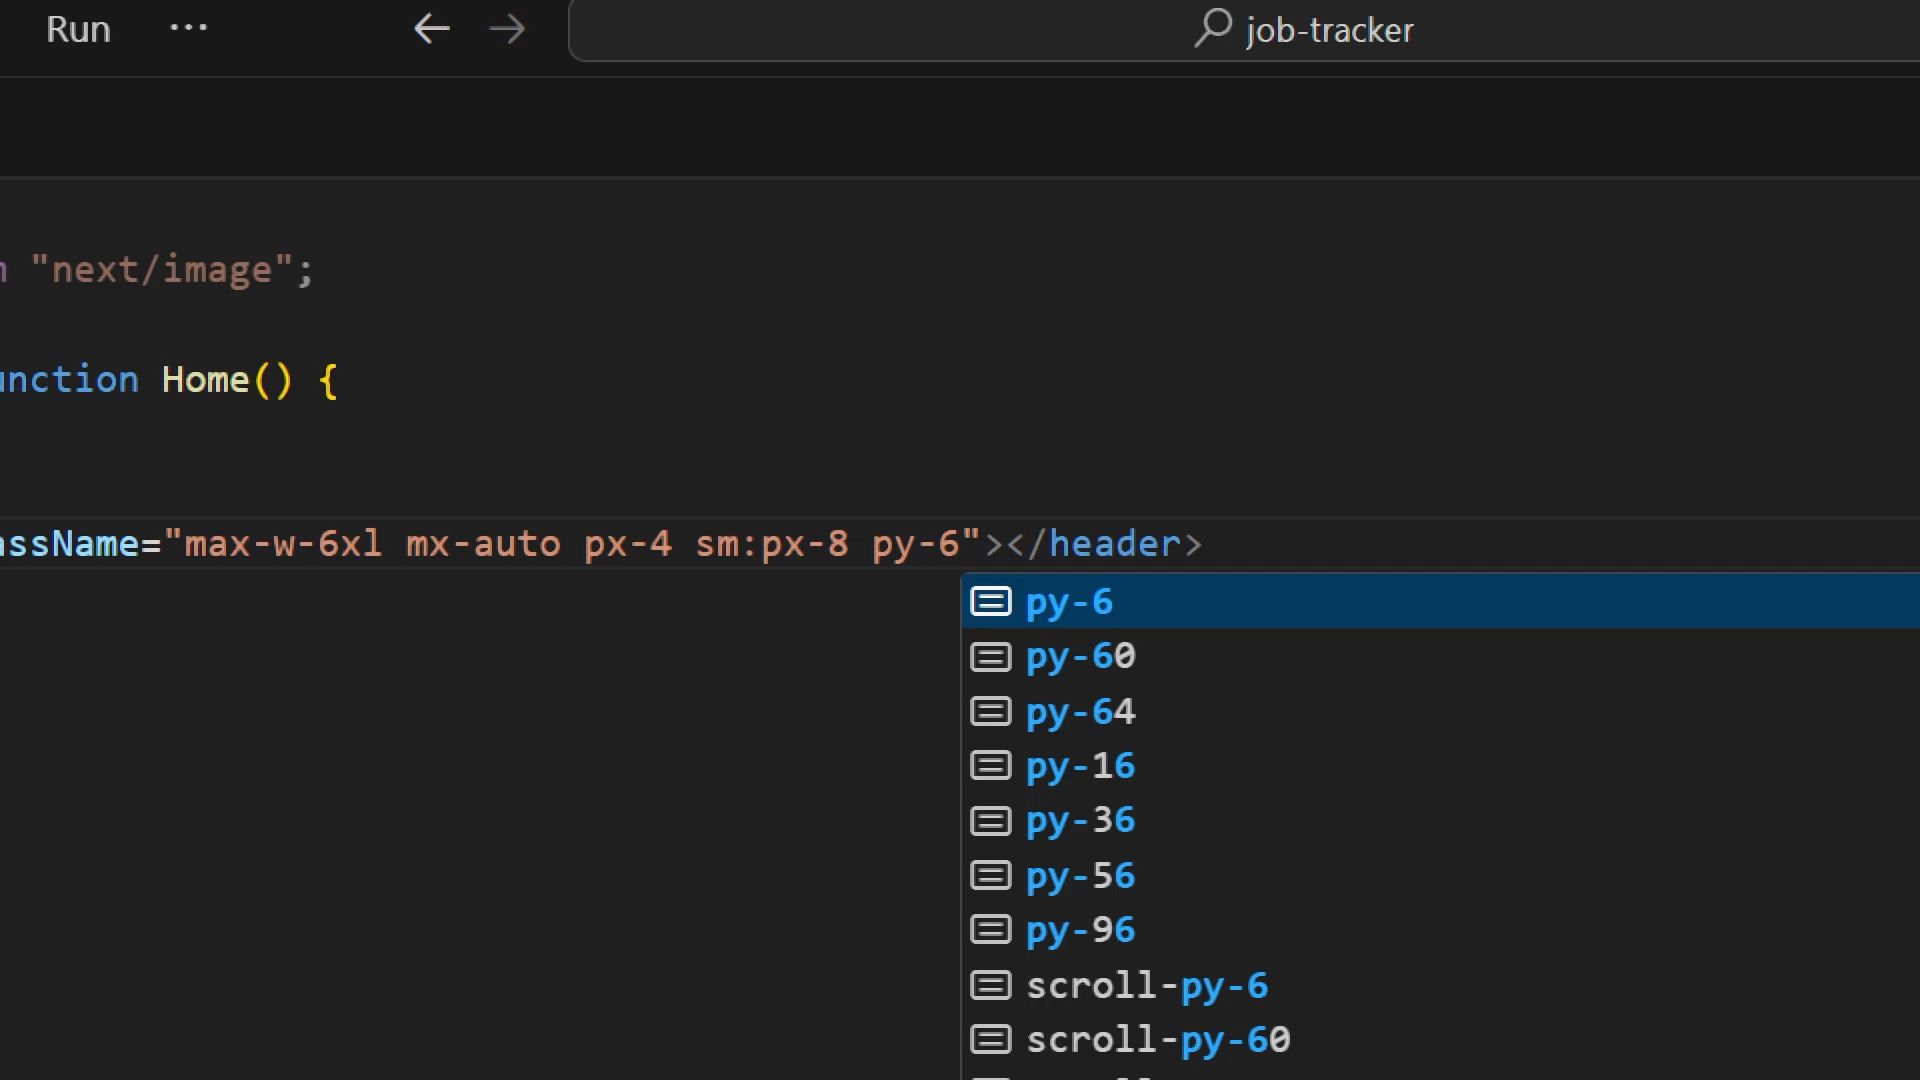 Run ···
job-tracker
"next/image";
unction Home() {
assName="max-w-6xl mx-auto px-4 sm:px-8 py-6"></header>
py-6
py-60
py-64
py-16
py-36
py-56
py-96
scroll-py-6
scroll-py-60